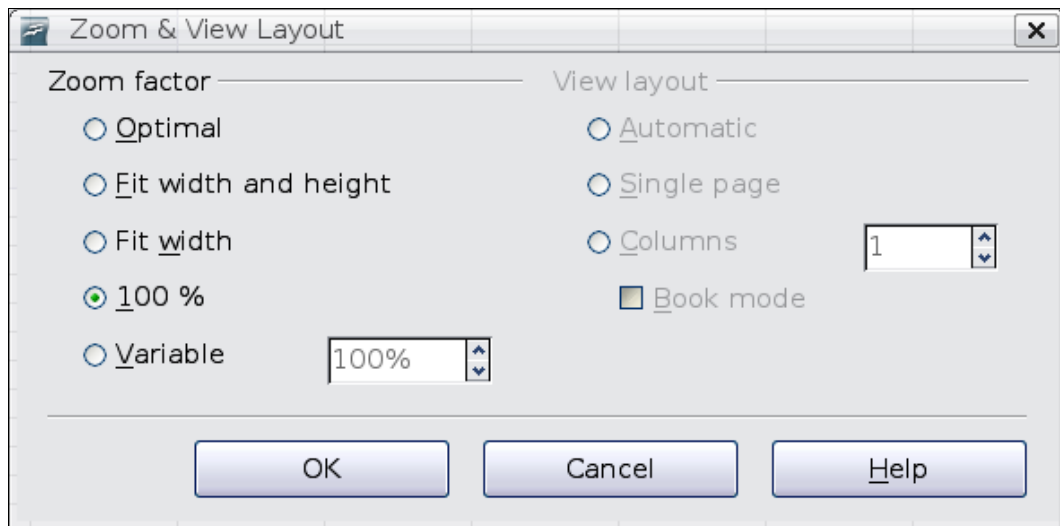 Zoom & View Layout
Zoom factor
Optimal
Fit width and height
Fit width
100 %
Variable
100%
View layout
Automatic
Single page
Columns
1
Book mode
OK
Cancel
Help